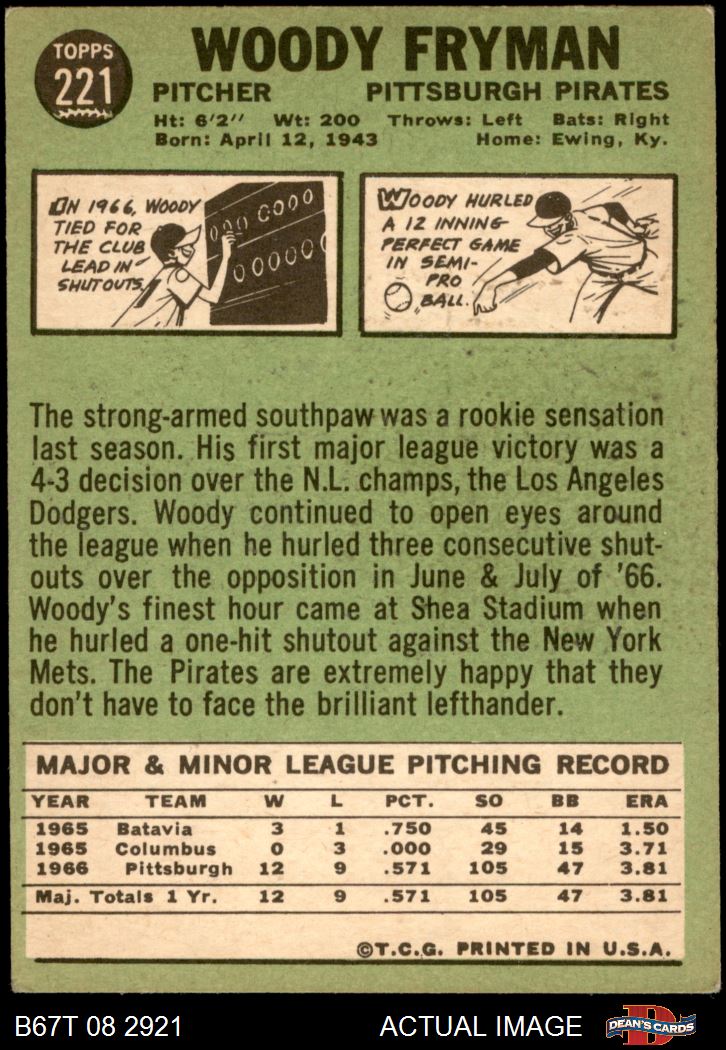 TOPPS
221
WOODY FRYMAN
PITCHER PITTSBURGH PIRATES
Ht: 6'2" Wt: 200 Throws: Left Bats: Right
Born: April 12, 1943 Home: Ewing, Ky.
IN 1966, WOODY
TIED FOR
THE CLUB
LEAD IN
SHUTOUTS
000 0000
000000
WOODY HURLED
A 12 INNING
PERFECT GAME
IN SEMI-
PRO
BALL.
The strong-armed southpaw was a rookie sensation
last season. His first major league victory was a
4-3 decision over the N.L. champs, the Los Angeles
Dodgers. Woody continued to open eyes around
the league when he hurled three consecutive shut-
outs over the opposition in June & July of '66.
Woody's finest hour came at Shea Stadium when
he hurled a one-hit shutout against the New York
Mets. The Pirates are extremely happy that they
don't have to face the brilliant lefthander.
MAJOR & MINOR LEAGUE PITCHING RECORD
YEAR TEAM W L PCT. SO BB ERA
1965 Batavia 3 1 .750 45 14 1.50
1965 Columbus 0 3 .000 29 15 3.71
1966 Pittsburgh 12 9 .571 105 47 3.81
Maj. Totals 1 Yr. 12 9 .571 105 47 3.81
©T.C.G. PRINTED IN U.S.A.
B67T 08 2921 ACTUAL IMAGE DEAN'S CARDS